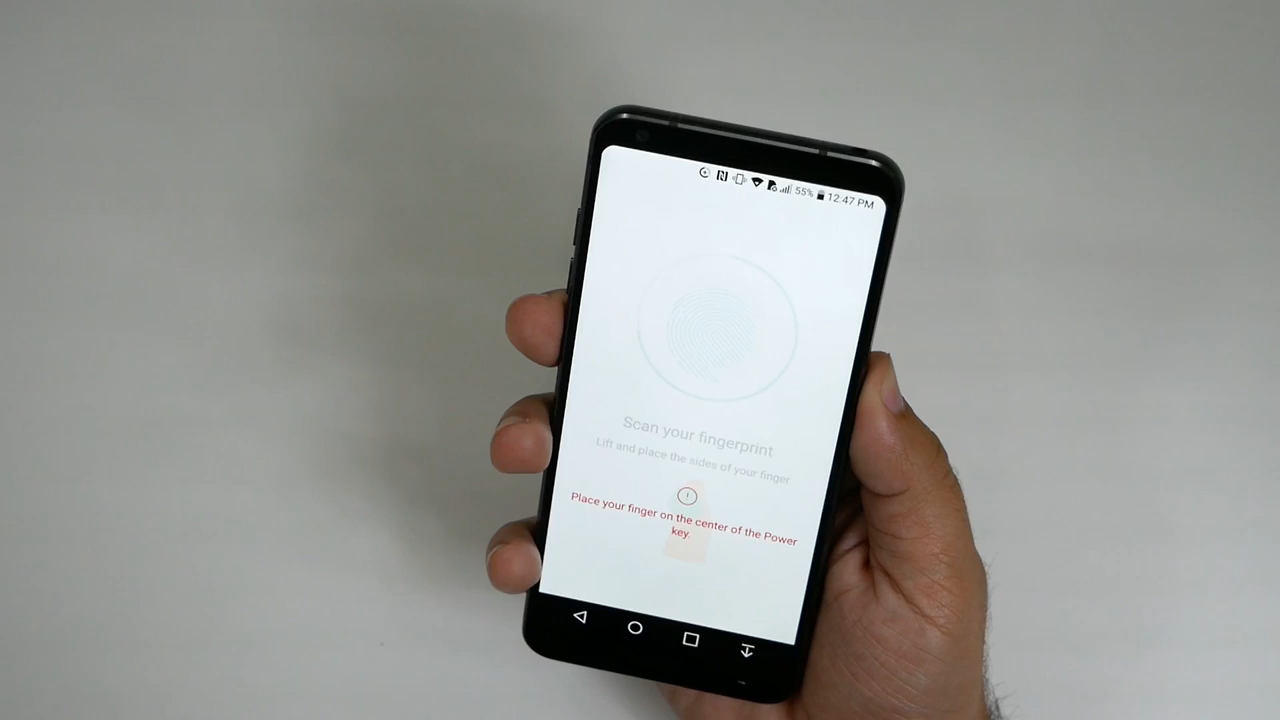 55% 12:47 PM
Scan your fingerprint
Lift and place the sides of your finger
Place your finger on the center of the Power
key.